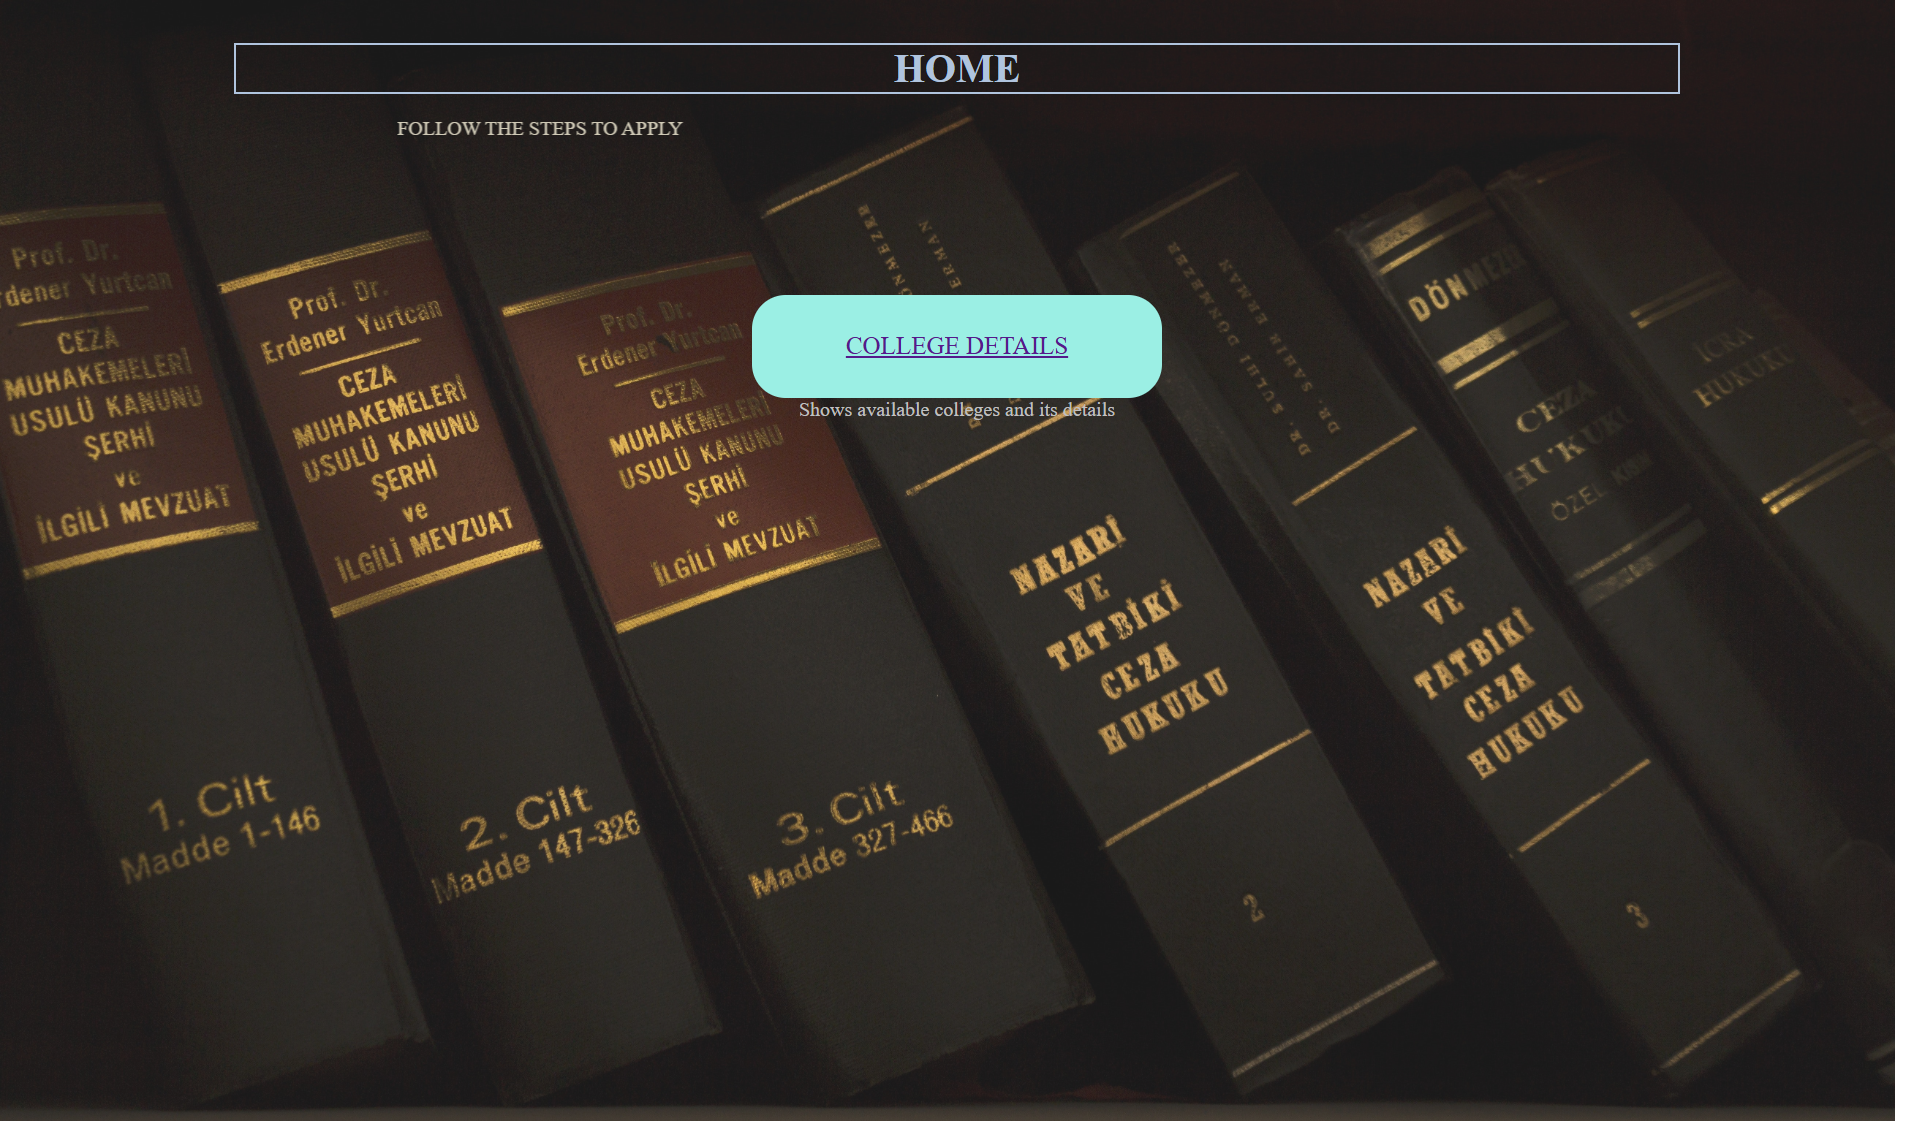 HOME
FOLLOW THE STEPS TO APPLY
COLLEGE DETAILS
Shows available colleges and its details
Prof. Dr.
Erdener Yurtcan
CEZA
MUHAKEMELERİ
USULÜ KANUNU
ŞERHİ
ve
İLGİLİ MEVZUAT
1. Cilt
Madde 1-146
Prof. Dr.
Erdener Yurtcan
CEZA
MUHAKEMELERİ
USULÜ KANUNU
ŞERHİ
ve
İLGİLİ MEVZUAT
2. Cilt
Madde 147-326
Prof. Dr.
Erdener Yurtcan
CEZA
MUHAKEMELERİ
USULÜ KANUNU
ŞERHİ
ve
İLGİLİ MEVZUAT
3. Cilt
Madde 327-466
ERMAN
NAZARİ
VE
TATBİKİ
CEZA
HUKUKU
2
DR. SULHI DÖNMEZER
DR. SAHIR ERMAN
NAZARİ
VE
TATBİKİ
CEZA
HUKUKU
3
CEZA
HUKUKU
ÖZEL KISIM
İCRA
HUKUKU